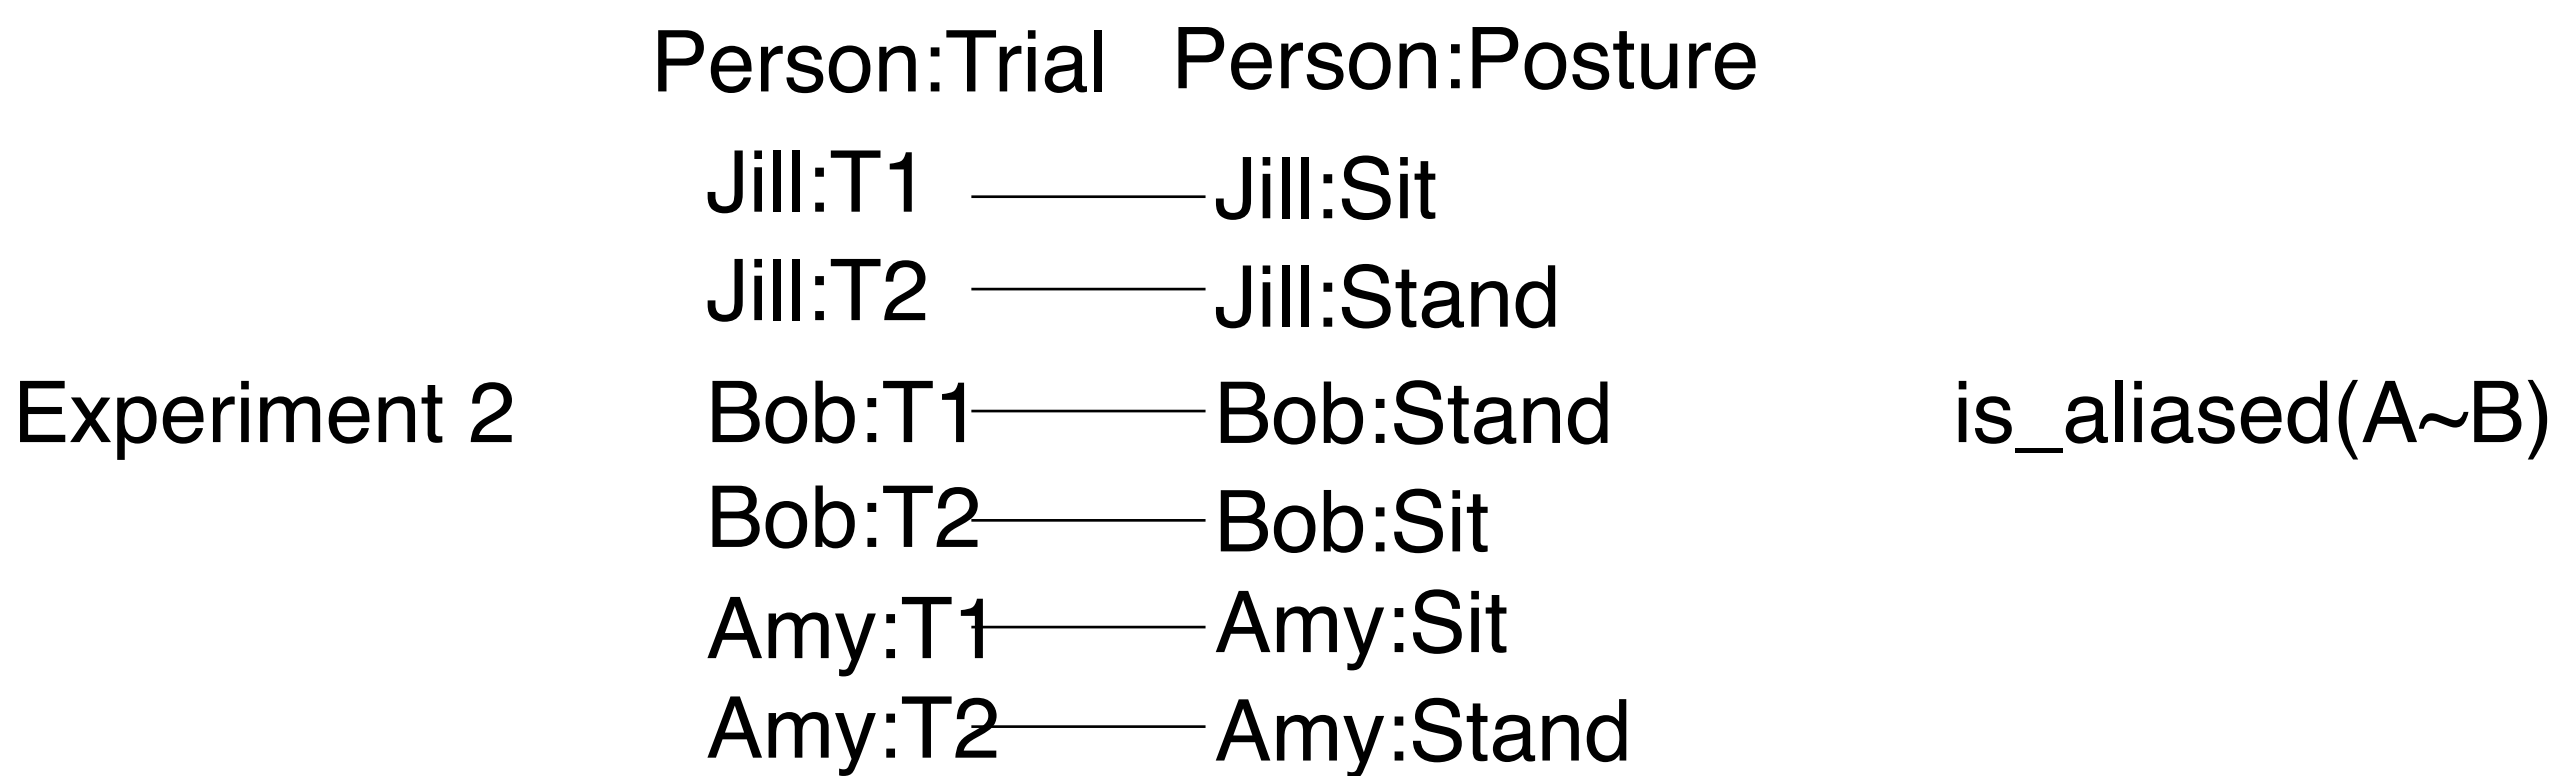 Person:Trial Person:Posture
Jill:T1 Jill:Sit
Jill:T2 Jill:Stand
Experiment 2 Bob:T1 Bob:Stand is_aliased(A~B)
Bob:T2 Bob:Sit
Amy:T1 Amy:Sit
Amy:T2 Amy:Stand